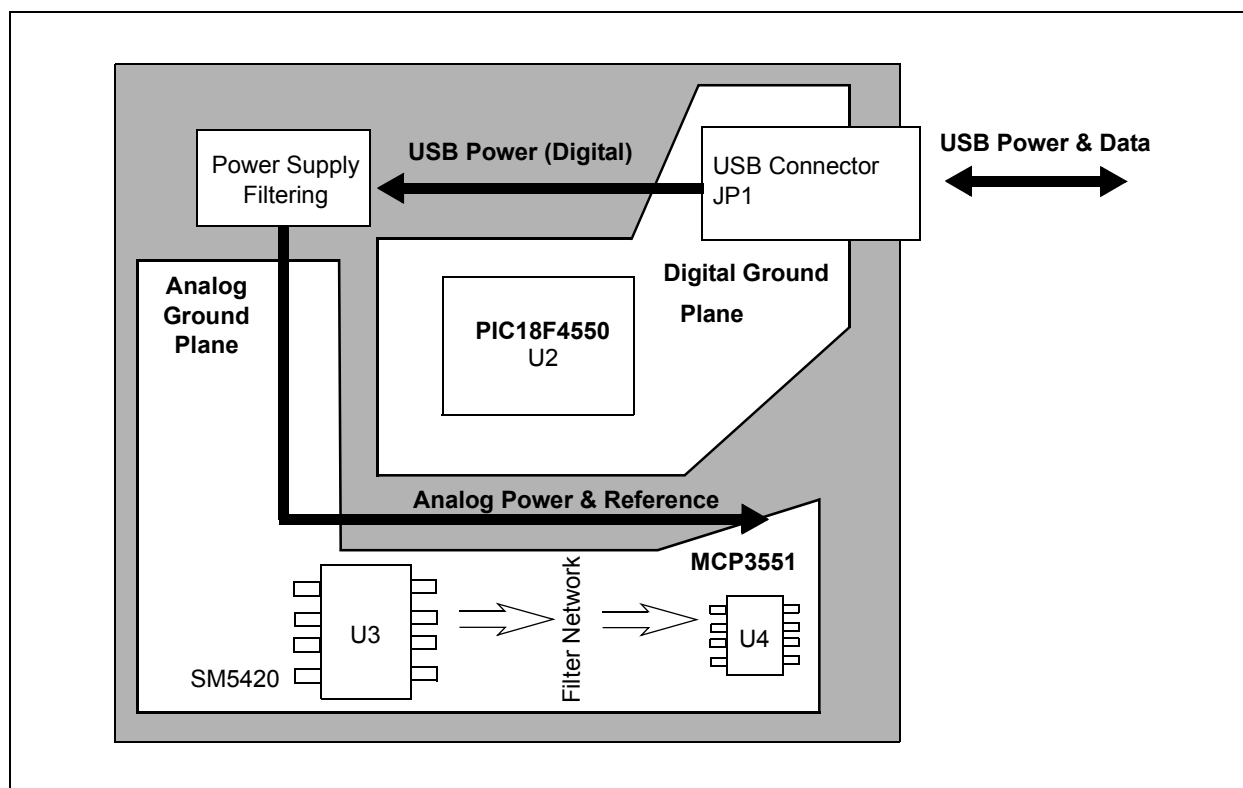 Power Supply
Filtering
USB Power (Digital)
USB Connector
JP1
USB Power & Data
Analog
Ground
Plane
Digital Ground
Plane
PIC18F4550
U2
Analog Power & Reference
MCP3551
U3
SM5420
Filter Network
U4